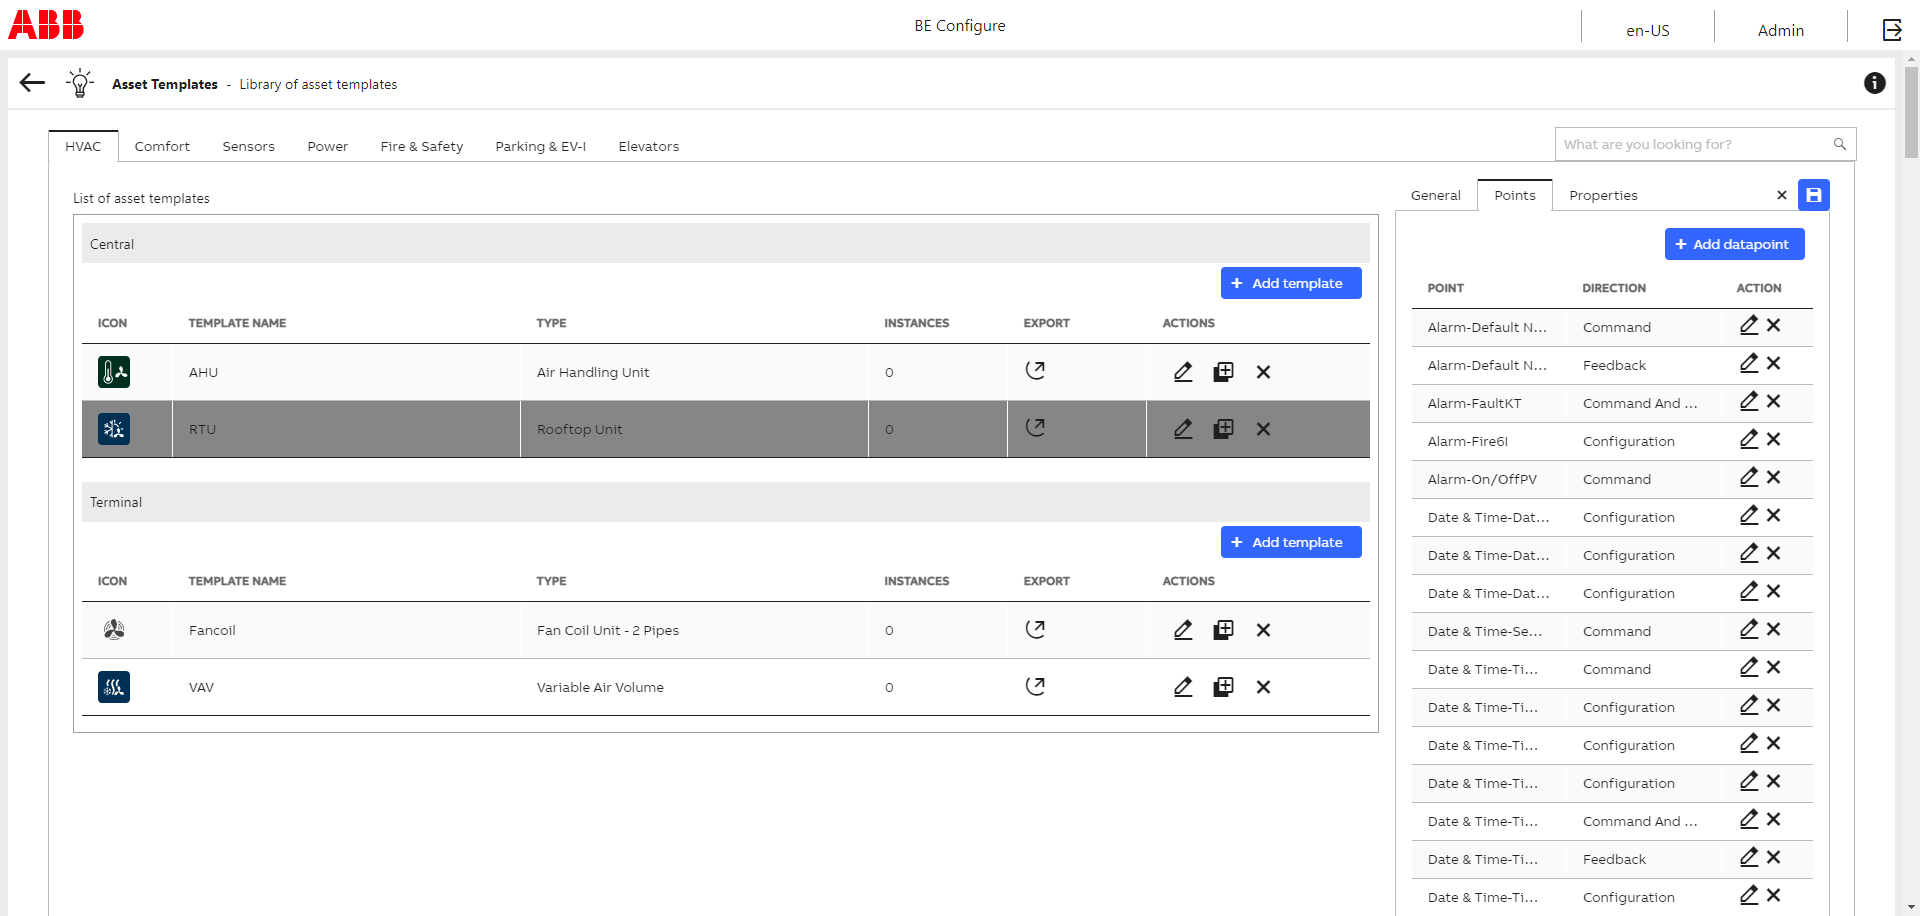 ABB
BE Configure
en-US
Admin
Asset Templates - Library of asset templates
HVAC Comfort Sensors Power Fire & Safety Parking & EV-I Elevators
What are you looking for?
List of asset templates
Central
+ Add template
ICON TEMPLATE NAME TYPE INSTANCES EXPORT ACTIONS
AHU Air Handling Unit 0
RTU Rooftop Unit 0
Terminal
+ Add template
ICON TEMPLATE NAME TYPE INSTANCES EXPORT ACTIONS
Fancoil Fan Coil Unit - 2 Pipes 0
VAV Variable Air Volume 0
General Points Properties
+ Add datapoint
POINT DIRECTION ACTION
Alarm-Default N... Command
Alarm-Default N... Feedback
Alarm-FaultKT Command And ...
Alarm-Fire6I Configuration
Alarm-On/OffPV Command
Date & Time-Dat... Configuration
Date & Time-Dat... Configuration
Date & Time-Dat... Configuration
Date & Time-Se... Command
Date & Time-Ti... Command
Date & Time-Ti... Configuration
Date & Time-Ti... Configuration
Date & Time-Ti... Configuration
Date & Time-Ti... Command And ...
Date & Time-Ti... Feedback
Date & Time-Ti... Configuration